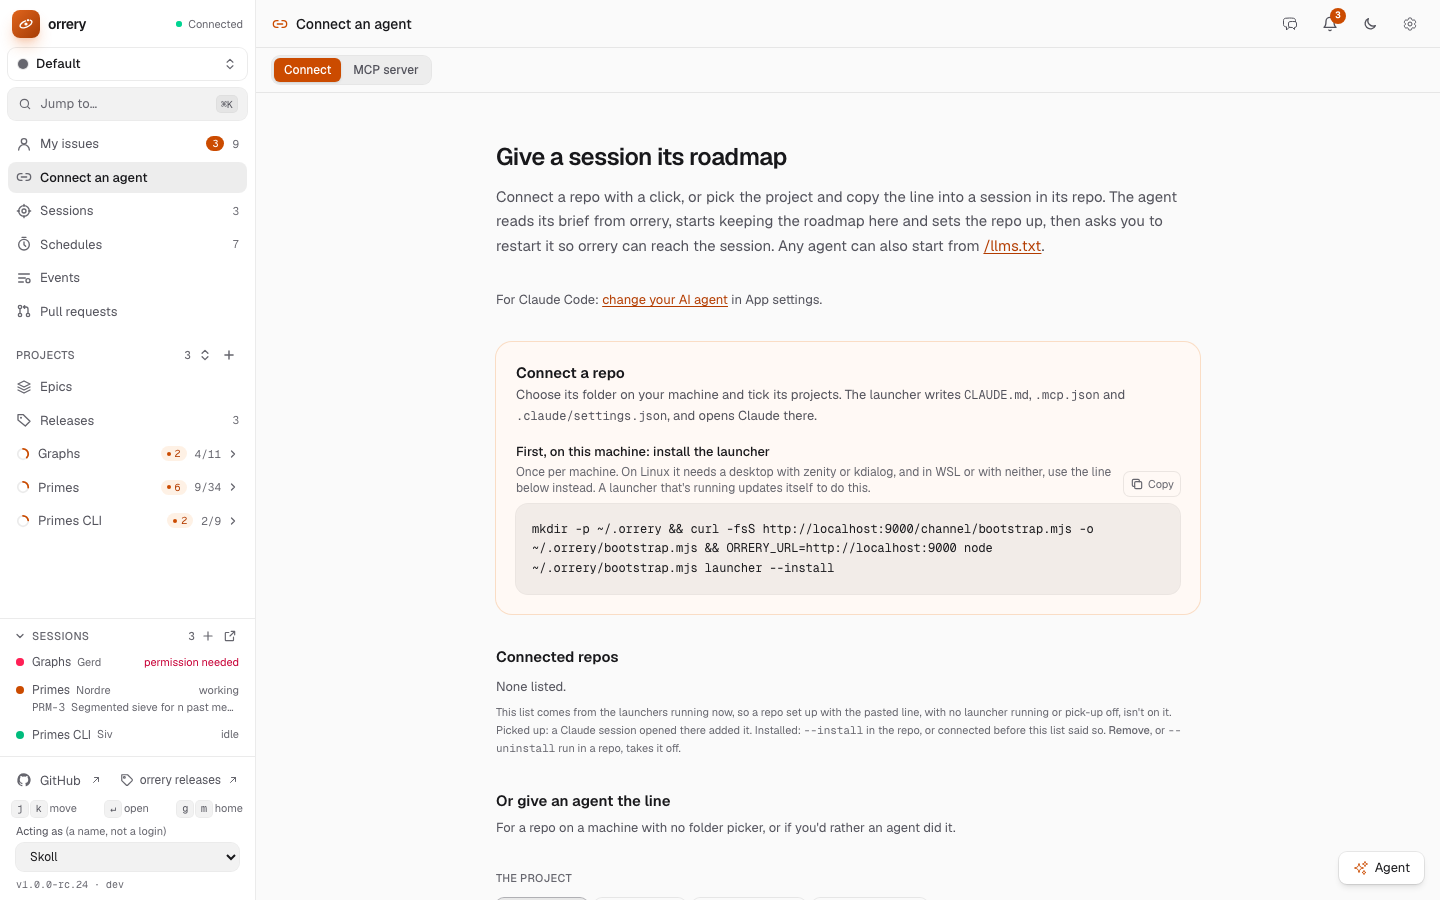 orrery
Connected
Default
Jump to...
⌘K
My issues
3
9
Connect an agent
Sessions
3
Schedules
7
Events
Pull requests
PROJECTS
3
Epics
Releases
3
Graphs
2
4/11
Primes
6
9/34
Primes CLI
2
2/9
SESSIONS
3
Graphs Gerd
permission needed
Primes Nordre
working
PRM-3 Segmented sieve for n past me...
Primes CLI Siv
idle
GitHub
orrery releases
j k move
↵ open
g m home
Acting as (a name, not a login)
Skoll
v1.0.0-rc.24 · dev
Connect an agent
3
Connect
MCP server
Give a session its roadmap
Connect a repo with a click, or pick the project and copy the line into a session in its repo. The agent
reads its brief from orrery, starts keeping the roadmap here and sets the repo up, then asks you to
restart it so orrery can reach the session. Any agent can also start from /llms.txt.
For Claude Code: change your AI agent in App settings.
Connect a repo
Choose its folder on your machine and tick its projects. The launcher writes CLAUDE.md, .mcp.json and
.claude/settings.json, and opens Claude there.
First, on this machine: install the launcher
Once per machine. On Linux it needs a desktop with zenity or kdialog, and in WSL or with neither, use the line
below instead. A launcher that's running updates itself to do this.
Copy
mkdir -p ~/.orrery && curl -fsS http://localhost:9000/channel/bootstrap.mjs -o
~/.orrery/bootstrap.mjs && ORRERY_URL=http://localhost:9000 node
~/.orrery/bootstrap.mjs launcher --install
Connected repos
None listed.
This list comes from the launchers running now, so a repo set up with the pasted line, with no launcher running or pick-up off, isn't on it.
Picked up: a Claude session opened there added it. Installed: --install in the repo, or connected before this list said so. Remove, or --
uninstall run in a repo, takes it off.
Or give an agent the line
For a repo on a machine with no folder picker, or if you'd rather an agent did it.
THE PROJECT
Agent